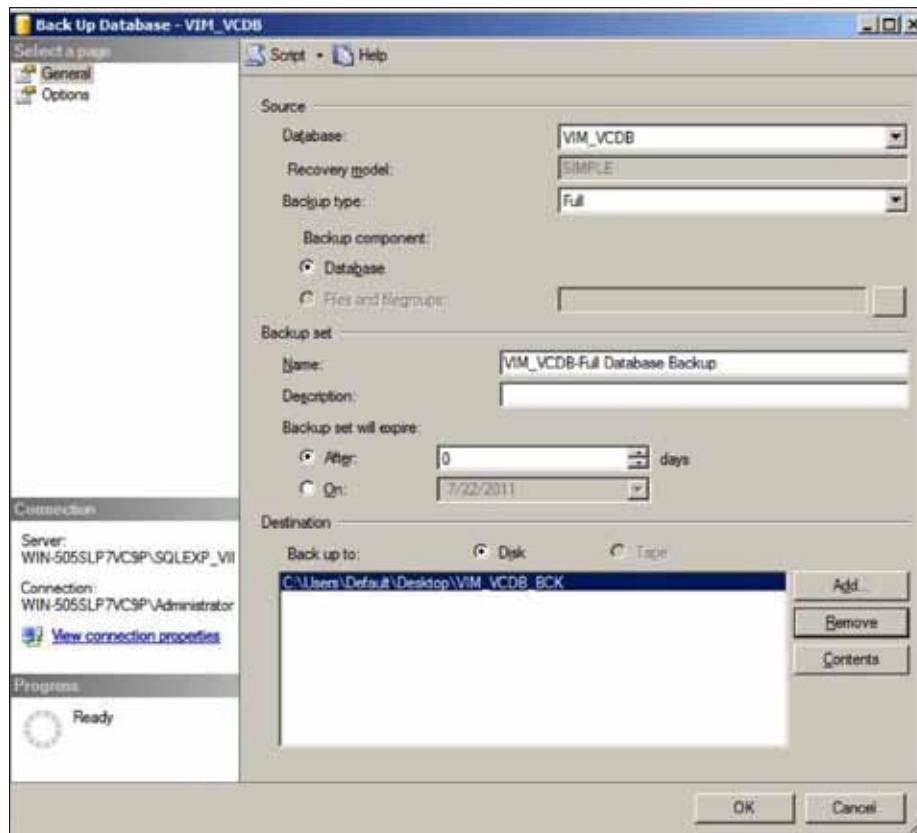 Back Up Database - VIM_VCDB
Select a page
General
Options
Script
Help
Source
Database:
VIM_VCDB
Recovery model:
SIMPLE
Backup type:
Full
Backup component:
Database
Files and filegroups:
Backup set
Name:
VIM_VCDB-Full Database Backup
Description:
Backup set will expire:
After:
0
days
On:
7/22/2011
Destination
Back up to:
Disk
Tape
C:\Users\Default\Desktop\VIM_VCDB_BCK
Add...
Remove
Contents
Connection
Server:
WIN-505SLP7VC9P\SQLEXP_VI
Connection:
WIN-505SLP7VC9P\Administrator
View connection properties
Progress
Ready
OK
Cancel